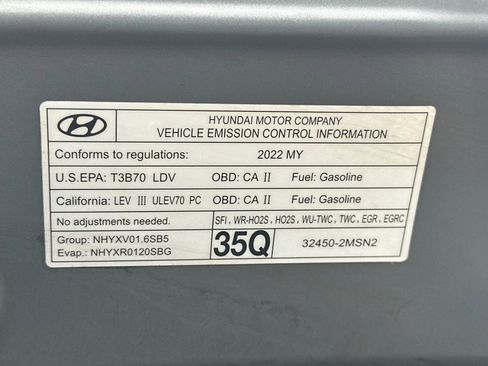 HYUNDAI MOTOR COMPANY
VEHICLE EMISSION CONTROL INFORMATION
Conforms to regulations: 2022 MY
U.S.EPA: T3B70 LDV OBD: CA II Fuel: Gasoline
California: LEV III ULEV70 PC OBD: CA II Fuel: Gasoline
No adjustments needed. SFI, WR-HO2S, HO2S, WU-TWC, TWC, EGR, EGRC
Group: NHYXV01.6SB5
Evap.: NHYXR0120SBG
35Q 32450-2MSN2